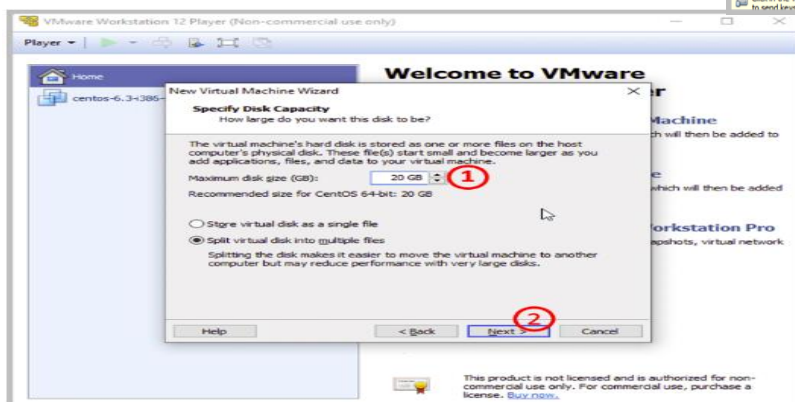 to send keys
VMware Workstation 12 Player (Non-commercial use only)
Player
Home
centos-6.3-i386-
Welcome to VMware
r
New Virtual Machine Wizard
Specify Disk Capacity
How large do you want this disk to be?
The virtual machine's hard disk is stored as one or more files on the host
computer's physical disk. These file(s) start small and become larger as you
add applications, files, and data to your virtual machine.
Maximum disk size (GB): 20 GB 1
Recommended size for CentOS 64-bit: 20 GB
Store virtual disk as a single file
Split virtual disk into multiple files
Splitting the disk makes it easier to move the virtual machine to another
computer but may reduce performance with very large disks.
2
Help < Back Next > Cancel
Machine
ch will then be added to
e
which will then be added
orkstation Pro
apshots, virtual network
This product is not licensed and is authorized for non-
commercial use only. For commercial use, purchase a
license. Buy now.